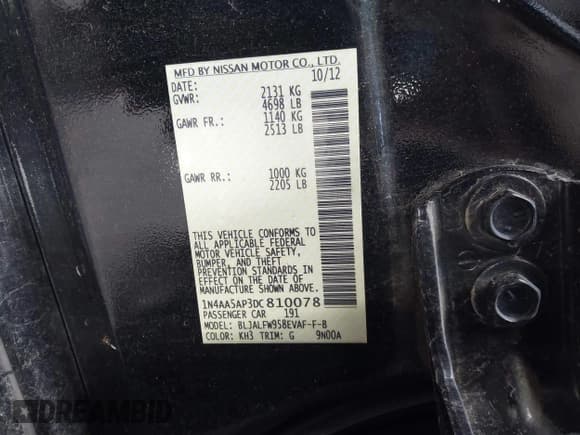 MFD BY NISSAN MOTOR CO., LTD.
DATE: 10/12
GVWR: 2131 KG
4698 LB
GAWR FR.: 1140 KG
2513 LB
GAWR RR.: 1000 KG
2205 LB
THIS VEHICLE CONFORMS TO
ALL APPLICABLE FEDERAL
MOTOR VEHICLE SAFETY,
BUMPER, AND THEFT
PREVENTION STANDARDS IN
EFFECT ON THE DATE OF
MANUFACTURE SHOWN ABOVE.
1N4AA5AP3DC810078
PASSENGER CAR 191
MODEL: BLJALFW958EVAF-F-B
COLOR: KH3 TRIM: G 9N00A
DREAMBID